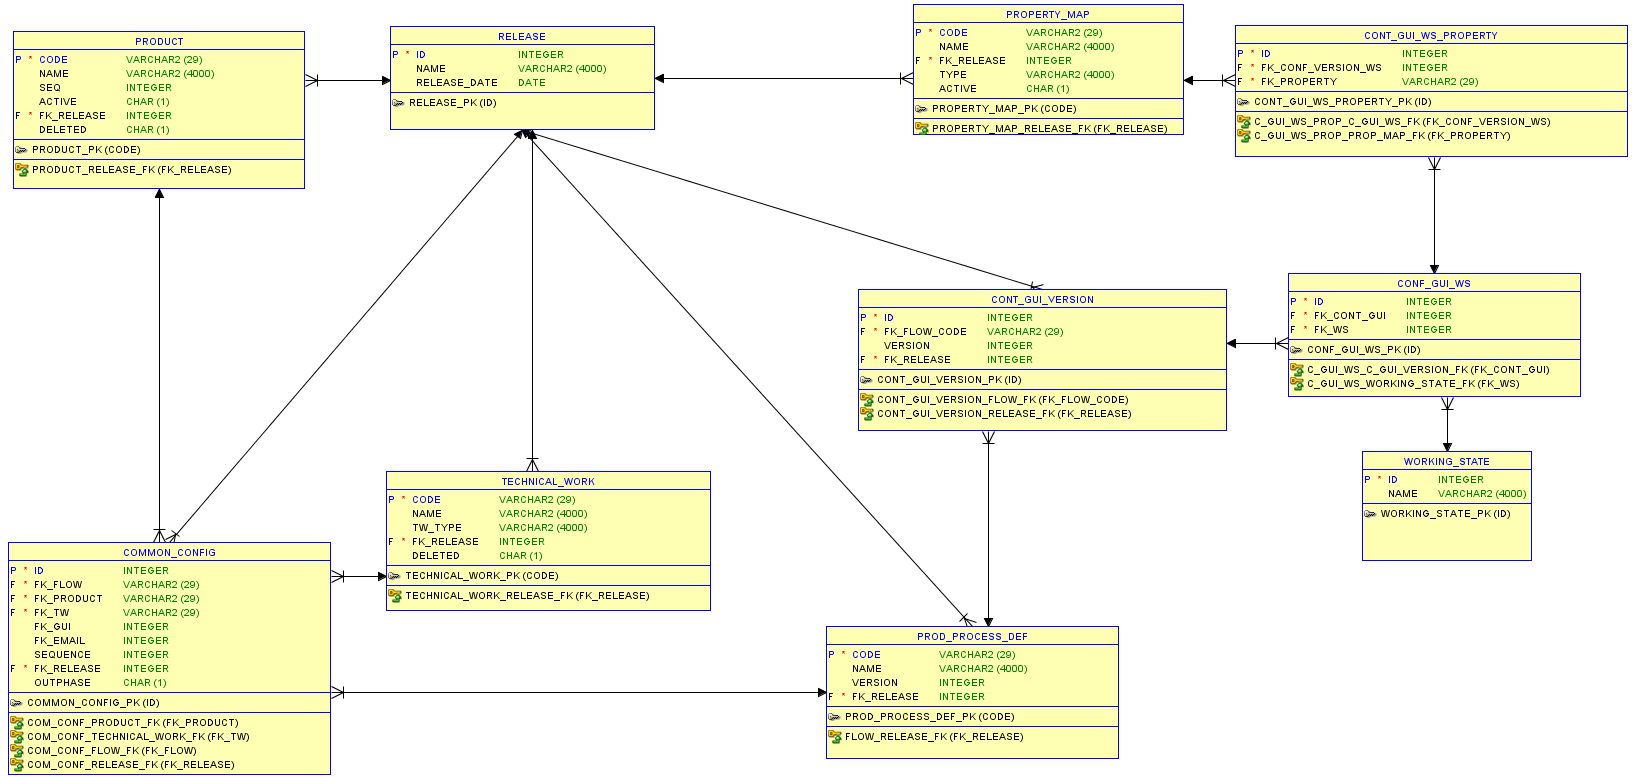 PRODUCT
P * CODE VARCHAR2 (29)
NAME VARCHAR2 (4000)
SEQ INTEGER
ACTIVE CHAR (1)
F * FK_RELEASE INTEGER
DELETED CHAR (1)
PRODUCT_PK (CODE)
PRODUCT_RELEASE_FK (FK_RELEASE)
RELEASE
P * ID INTEGER
NAME VARCHAR2 (4000)
RELEASE_DATE DATE
RELEASE_PK (ID)
PROPERTY_MAP
P * CODE VARCHAR2 (29)
NAME VARCHAR2 (4000)
F * FK_RELEASE INTEGER
TYPE VARCHAR2 (4000)
ACTIVE CHAR (1)
PROPERTY_MAP_PK (CODE)
PROPERTY_MAP_RELEASE_FK (FK_RELEASE)
CONT_GUI_WS_PROPERTY
P * ID INTEGER
F * FK_CONF_VERSION_WS INTEGER
F * FK_PROPERTY VARCHAR2 (29)
CONT_GUI_WS_PROPERTY_PK (ID)
C_GUI_WS_PROP_C_GUI_WS_FK (FK_CONF_VERSION_WS)
C_GUI_WS_PROP_PROP_MAP_FK (FK_PROPERTY)
CONT_GUI_VERSION
P * ID INTEGER
F * FK_FLOW_CODE VARCHAR2 (29)
VERSION INTEGER
F * FK_RELEASE INTEGER
CONT_GUI_VERSION_PK (ID)
CONT_GUI_VERSION_FLOW_FK (FK_FLOW_CODE)
CONT_GUI_VERSION_RELEASE_FK (FK_RELEASE)
CONF_GUI_WS
P * ID INTEGER
F * FK_CONT_GUI INTEGER
F * FK_WS INTEGER
CONF_GUI_WS_PK (ID)
C_GUI_WS_C_GUI_VERSION_FK (FK_CONT_GUI)
C_GUI_WS_WORKING_STATE_FK (FK_WS)
WORKING_STATE
P * ID INTEGER
NAME VARCHAR2 (4000)
WORKING_STATE_PK (ID)
TECHNICAL_WORK
P * CODE VARCHAR2 (29)
NAME VARCHAR2 (4000)
TW_TYPE VARCHAR2 (4000)
F * FK_RELEASE INTEGER
DELETED CHAR (1)
TECHNICAL_WORK_PK (CODE)
TECHNICAL_WORK_RELEASE_FK (FK_RELEASE)
COMMON_CONFIG
P * ID INTEGER
F * FK_FLOW VARCHAR2 (29)
F * FK_PRODUCT VARCHAR2 (29)
F * FK_TW VARCHAR2 (29)
FK_GUI INTEGER
FK_EMAIL INTEGER
SEQUENCE INTEGER
F * FK_RELEASE INTEGER
OUTPHASE CHAR (1)
COMMON_CONFIG_PK (ID)
COM_CONF_PRODUCT_FK (FK_PRODUCT)
COM_CONF_TECHNICAL_WORK_FK (FK_TW)
COM_CONF_FLOW_FK (FK_FLOW)
COM_CONF_RELEASE_FK (FK_RELEASE)
PROD_PROCESS_DEF
P * CODE VARCHAR2 (29)
NAME VARCHAR2 (4000)
VERSION INTEGER
F * FK_RELEASE INTEGER
PROD_PROCESS_DEF_PK (CODE)
FLOW_RELEASE_FK (FK_RELEASE)